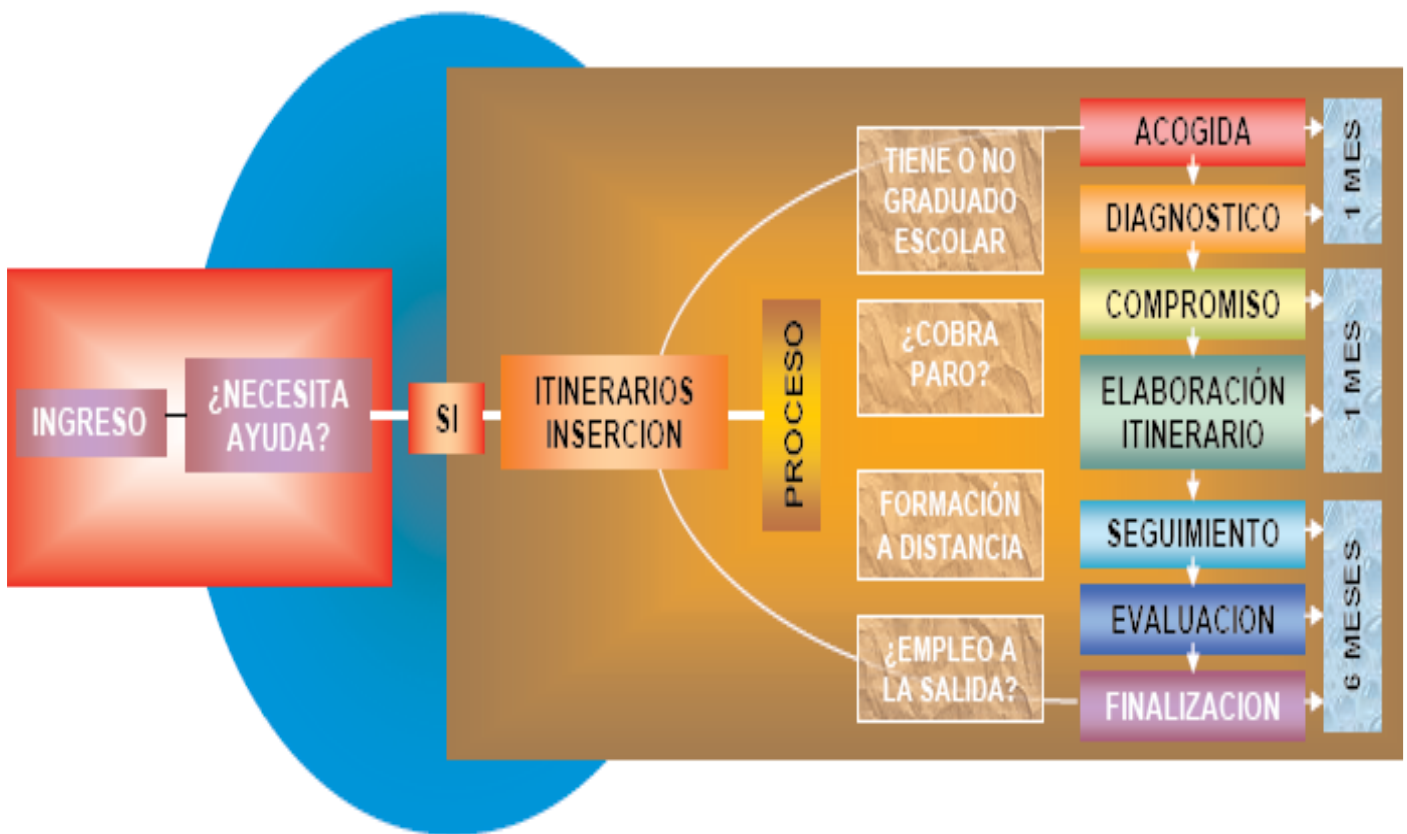 INGRESO
¿NECESITA
AYUDA?
SI
ITINERARIOS
INSERCION
PROCESO
TIENE O NO
GRADUADO
ESCOLAR
¿COBRA
PARO?
FORMACIÓN
A DISTANCIA
¿EMPLEO A
LA SALIDA?
ACOGIDA
DIAGNOSTICO
COMPROMISO
ELABORACIÓN
ITINERARIO
SEGUIMIENTO
EVALUACION
FINALIZACION
1 MES
1 MES
6 MESES